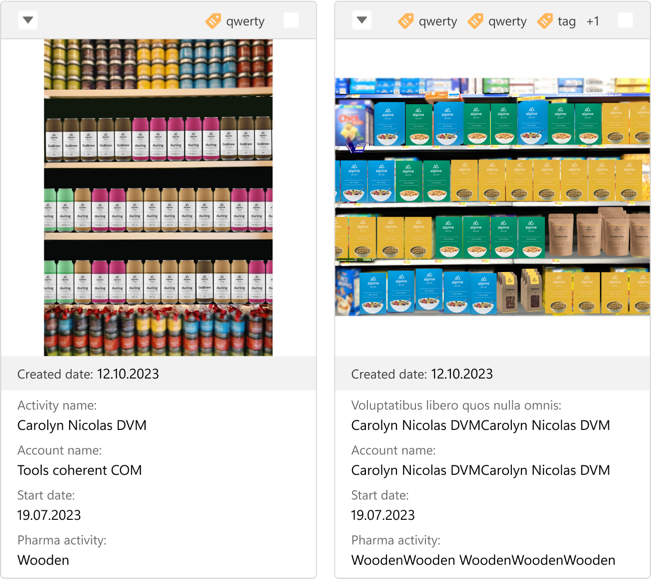 qwerty
Created date: 12.10.2023
Activity name:
Carolyn Nicolas DVM
Account name:
Tools coherent COM
Start date:
19.07.2023
Pharma activity:
Wooden
qwerty qwerty tag +1
alpine
Created date: 12.10.2023
Voluptatibus libero quos nulla omnis:
Carolyn Nicolas DVMCarolyn Nicolas DVM
Account name:
Carolyn Nicolas DVMCarolyn Nicolas DVM
Start date:
19.07.2023
Pharma activity:
WoodenWooden WoodenWoodenWooden